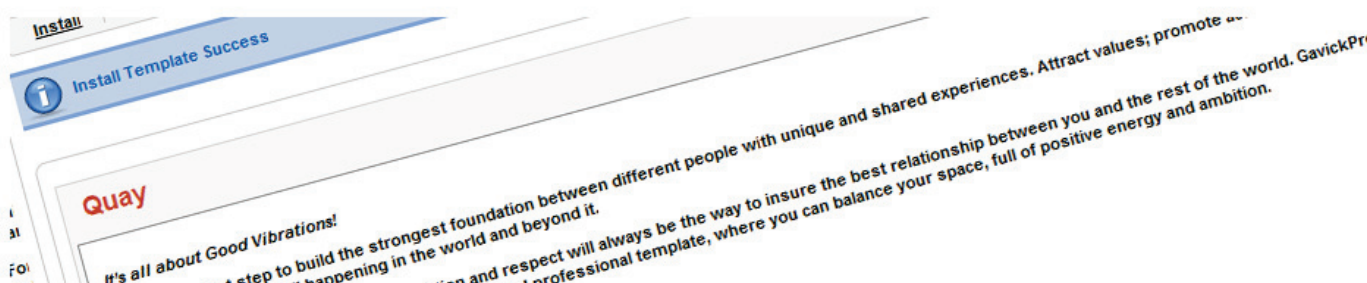 Install
Install Template Success
Quay
It's all about Good Vibrations!
step to build the strongest foundation between different people with unique and shared experiences. Attract values; promote
happening in the world and beyond it.
and respect will always be the way to insure the best relationship between you and the rest of the world. GavickPro
professional template, where you can balance your space, full of positive energy and ambition.